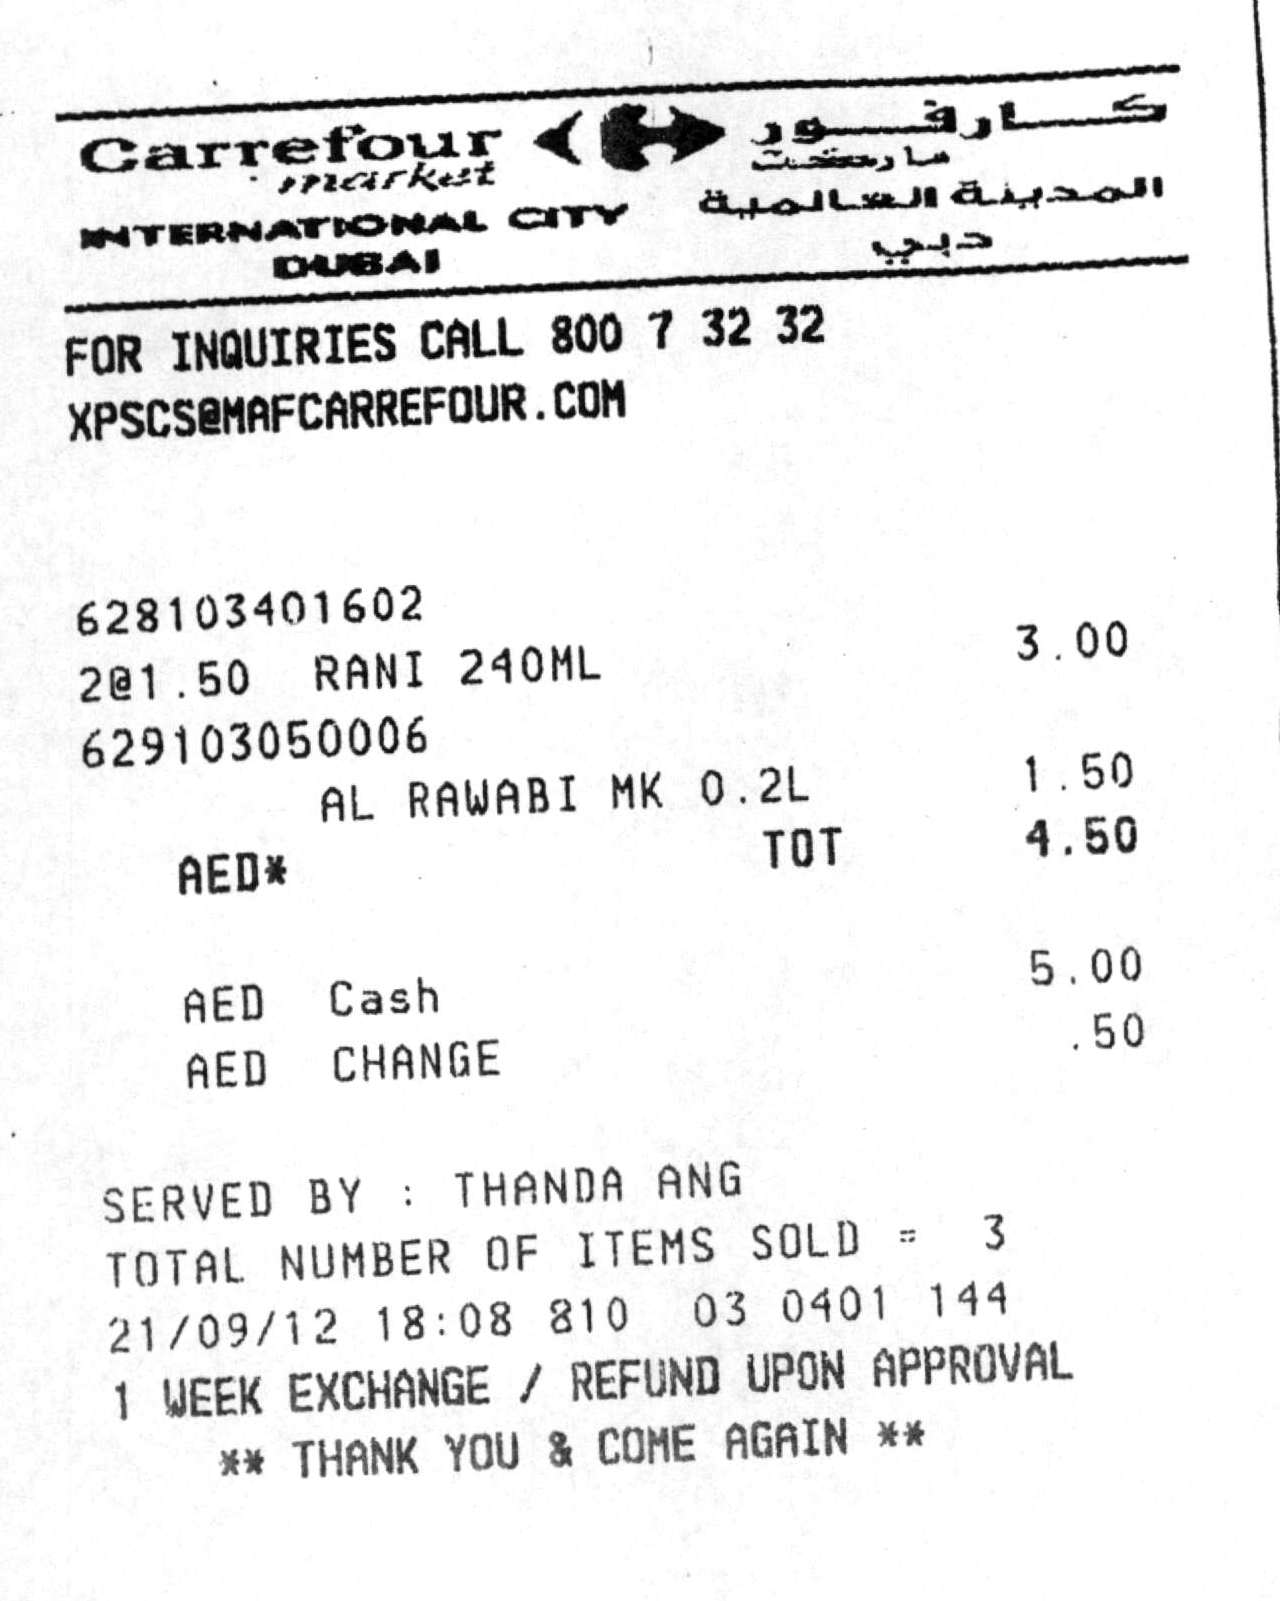 Carrefour كارفور
market ماركت
INTERNATIONAL CITY المدينة العالمية
DUBAI دبي
FOR INQUIRIES CALL 800 7 32 32
XPSCS@MAFCARREFOUR.COM
628103401602
2@1.50 RANI 240ML 3.00
629103050006
AL RAWABI MK 0.2L 1.50
AED* TOT 4.50
AED Cash 5.00
AED CHANGE .50
SERVED BY : THANDA ANG
TOTAL NUMBER OF ITEMS SOLD = 3
21/09/12 18:08 810 03 0401 144
1 WEEK EXCHANGE / REFUND UPON APPROVAL
** THANK YOU & COME AGAIN **